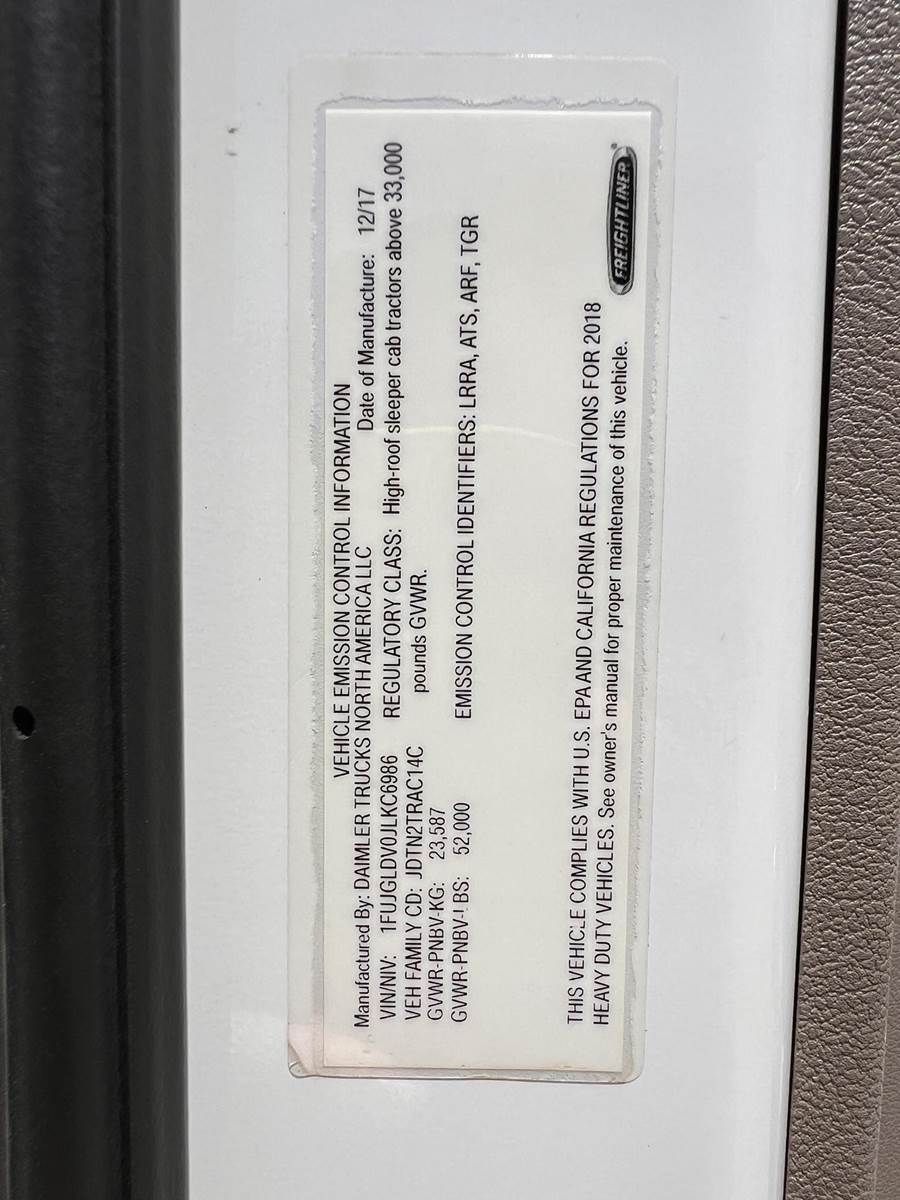 VEHICLE EMISSION CONTROL INFORMATION
Manufactured By: DAIMLER TRUCKS NORTH AMERICA LLC Date of Manufacture: 12/17
VIN/NIV: 1FUJGLDV0JLKC6986 REGULATORY CLASS: High-roof sleeper cab tractors above 33,000
VEH FAMILY CD: JDTN2TRAC14C pounds GVWR.
GVWR-PNBV-KG: 23,587
GVWR-PNBV-LBS: 52,000 EMISSION CONTROL IDENTIFIERS: LRRA, ATS, ARF, TGR
THIS VEHICLE COMPLIES WITH U.S. EPA AND CALIFORNIA REGULATIONS FOR 2018
HEAVY DUTY VEHICLES. See owner's manual for proper maintenance of this vehicle.
FREIGHTLINER®